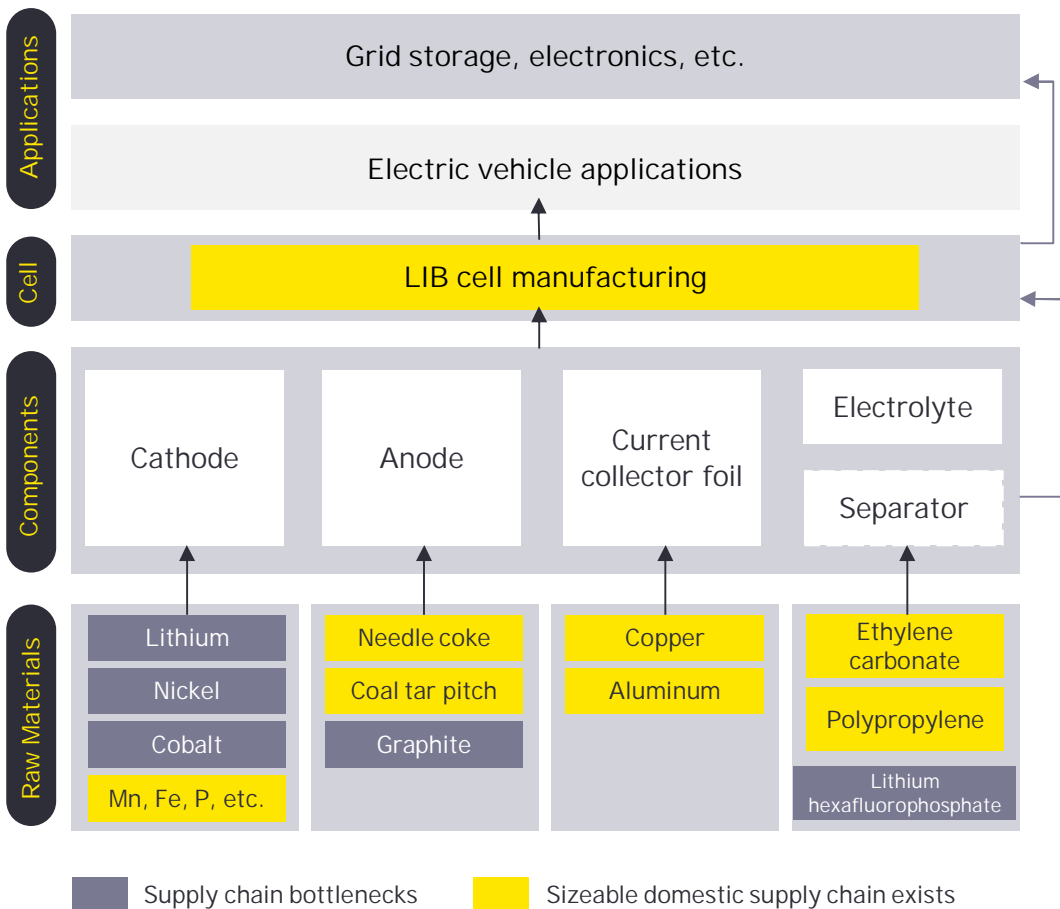 Applications
Grid storage, electronics, etc.
Electric vehicle applications
Cell
LIB cell manufacturing
Components
Cathode
Anode
Current
collector foil
Electrolyte
Separator
Raw Materials
Lithium
Nickel
Cobalt
Mn, Fe, P, etc.
Needle coke
Coal tar pitch
Graphite
Copper
Aluminum
Ethylene
carbonate
Polypropylene
Lithium
hexafluorophosphate
Supply chain bottlenecks
Sizeable domestic supply chain exists